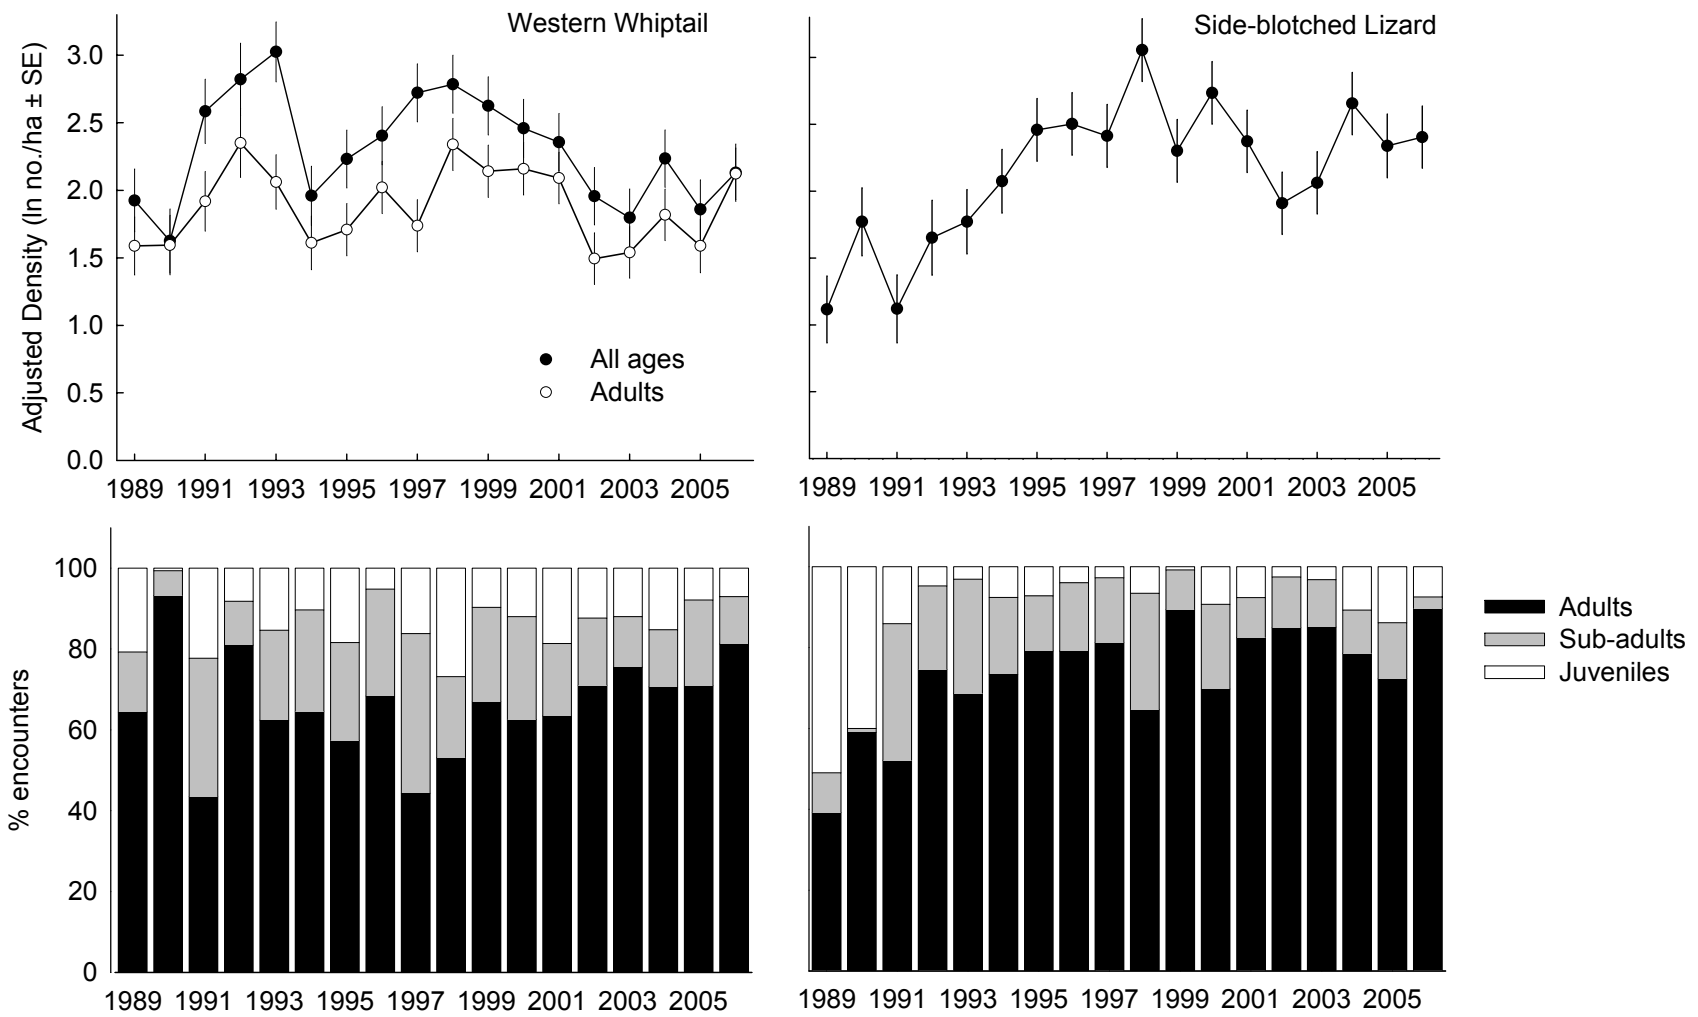 Western Whiptail
Side-blotched Lizard
Adjusted Density (ln no./ha ± SE)
3.0
2.5
2.0
1.5
1.0
0.5
0.0
All ages
Adults
1989 1991 1993 1995 1997 1999 2001 2003 2005
1989 1991 1993 1995 1997 1999 2001 2003 2005
% encounters
100
80
60
40
20
0
Adults
Sub-adults
Juveniles
1989 1991 1993 1995 1997 1999 2001 2003 2005
1989 1991 1993 1995 1997 1999 2001 2003 2005